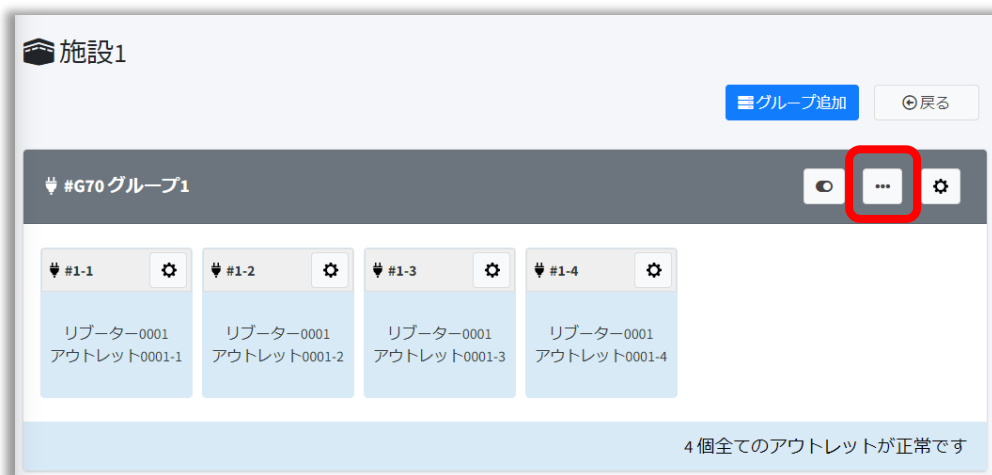 施設1
グループ追加
戻る
#G70 グループ1
#1-1
#1-2
#1-3
#1-4
リブーター0001
アウトレット0001-1
リブーター0001
アウトレット0001-2
リブーター0001
アウトレット0001-3
リブーター0001
アウトレット0001-4
4 個全てのアウトレットが正常です